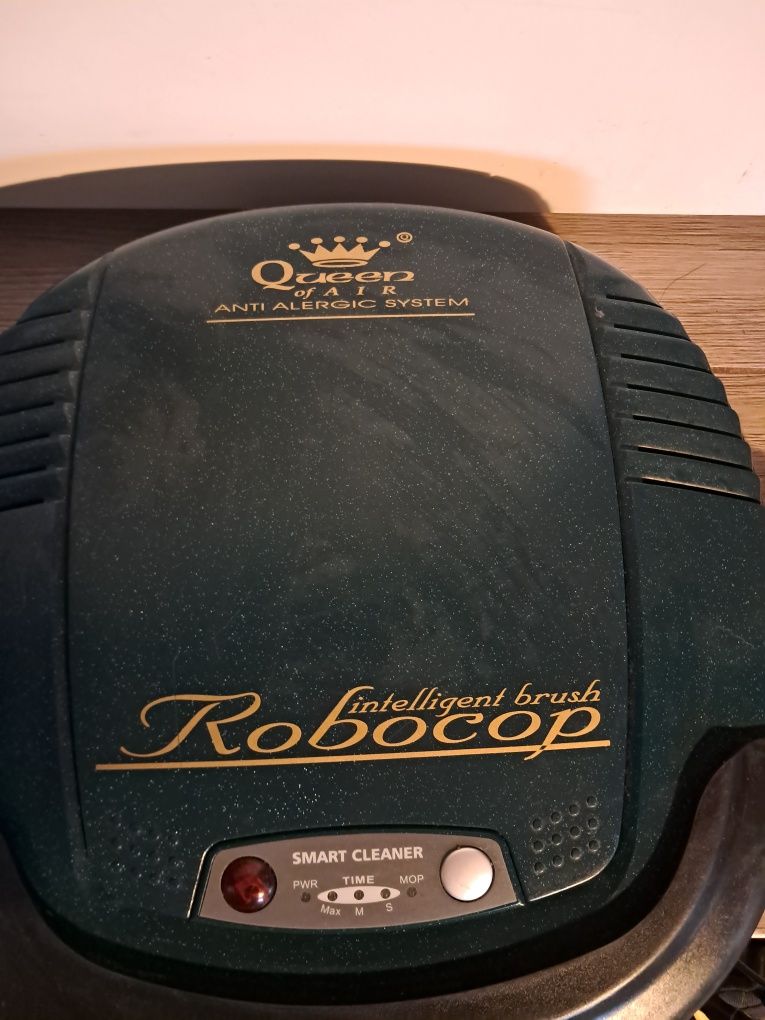 ®
Queen
of AIR
ANTI ALERGIC SYSTEM
intelligent brush
Robocop
SMART CLEANER
PWR TIME MOP
Max M S